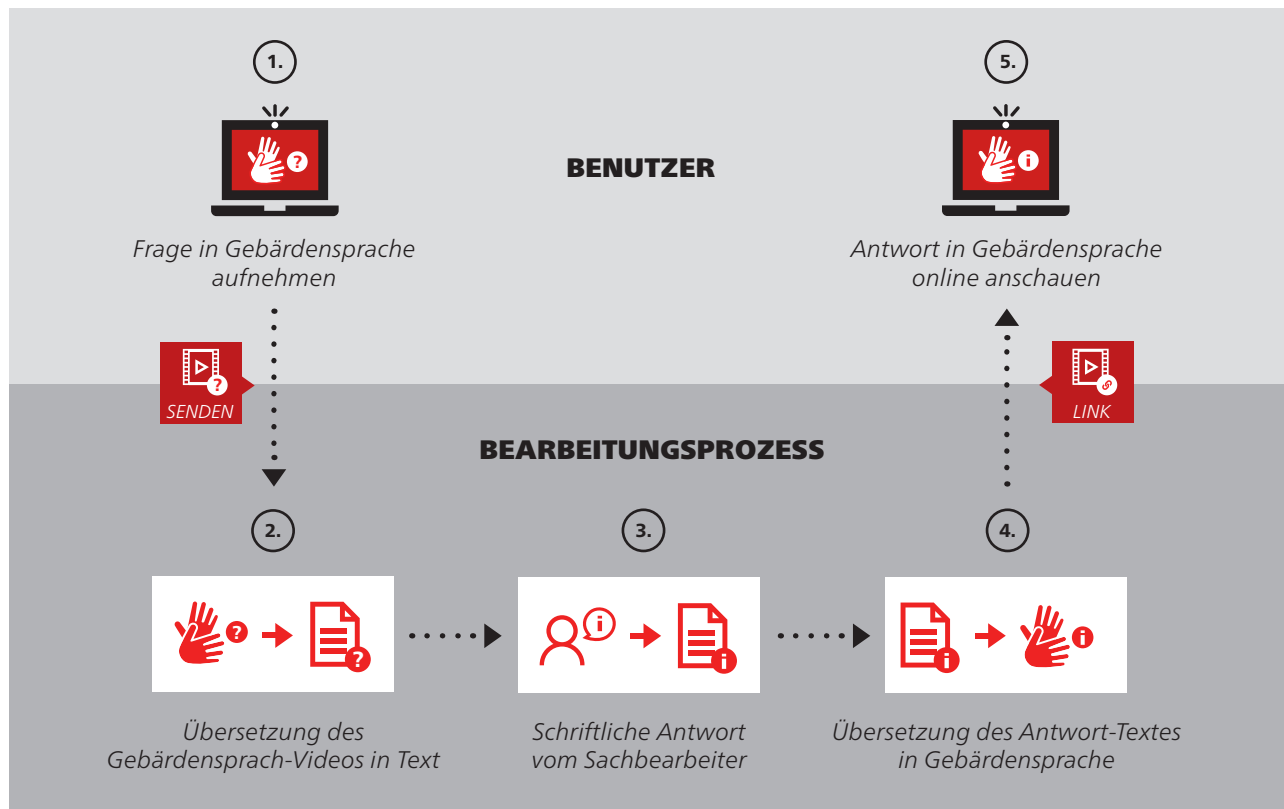 1.
5.
?
i
BENUTZER
Frage in Gebärdensprache
aufnehmen
Antwort in Gebärdensprache
online anschauen
?
SENDEN
LINK
BEARBEITUNGSPROZESS
2.
3.
4.
?
?
i
i
i
i
Übersetzung des
Gebärdensprach-Videos in Text
Schriftliche Antwort
vom Sachbearbeiter
Übersetzung des Antwort-Textes
in Gebärdensprache